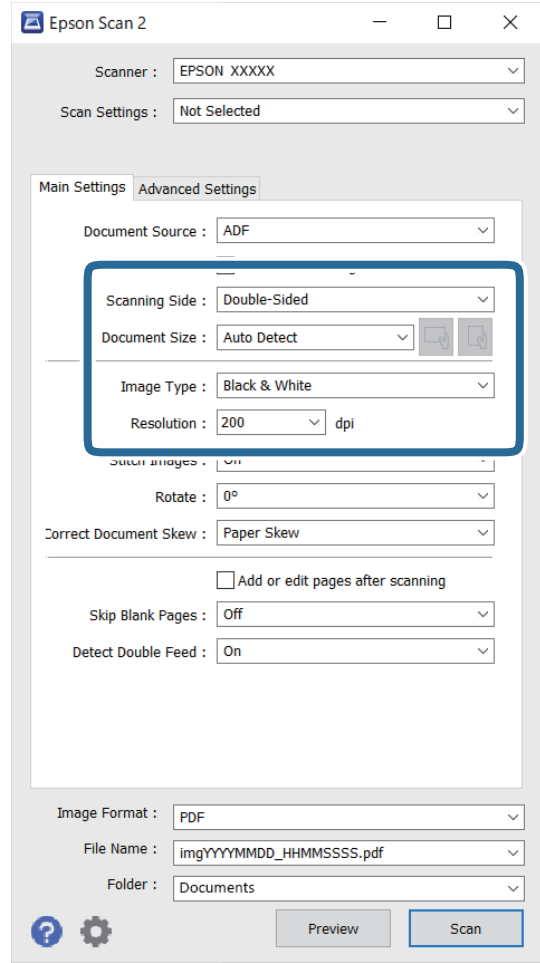 Epson Scan 2
Scanner : EPSON XXXXX
Scan Settings : Not Selected
Main Settings Advanced Settings
Document Source : ADF
Scanning Side : Double-Sided
Document Size : Auto Detect
Image Type : Black & White
Resolution : 200 dpi
Stitch Images : Off
Rotate : 0°
Correct Document Skew : Paper Skew
Add or edit pages after scanning
Skip Blank Pages : Off
Detect Double Feed : On
Image Format : PDF
File Name : imgYYYYMMDD_HHMMSSSS.pdf
Folder : Documents
Preview Scan